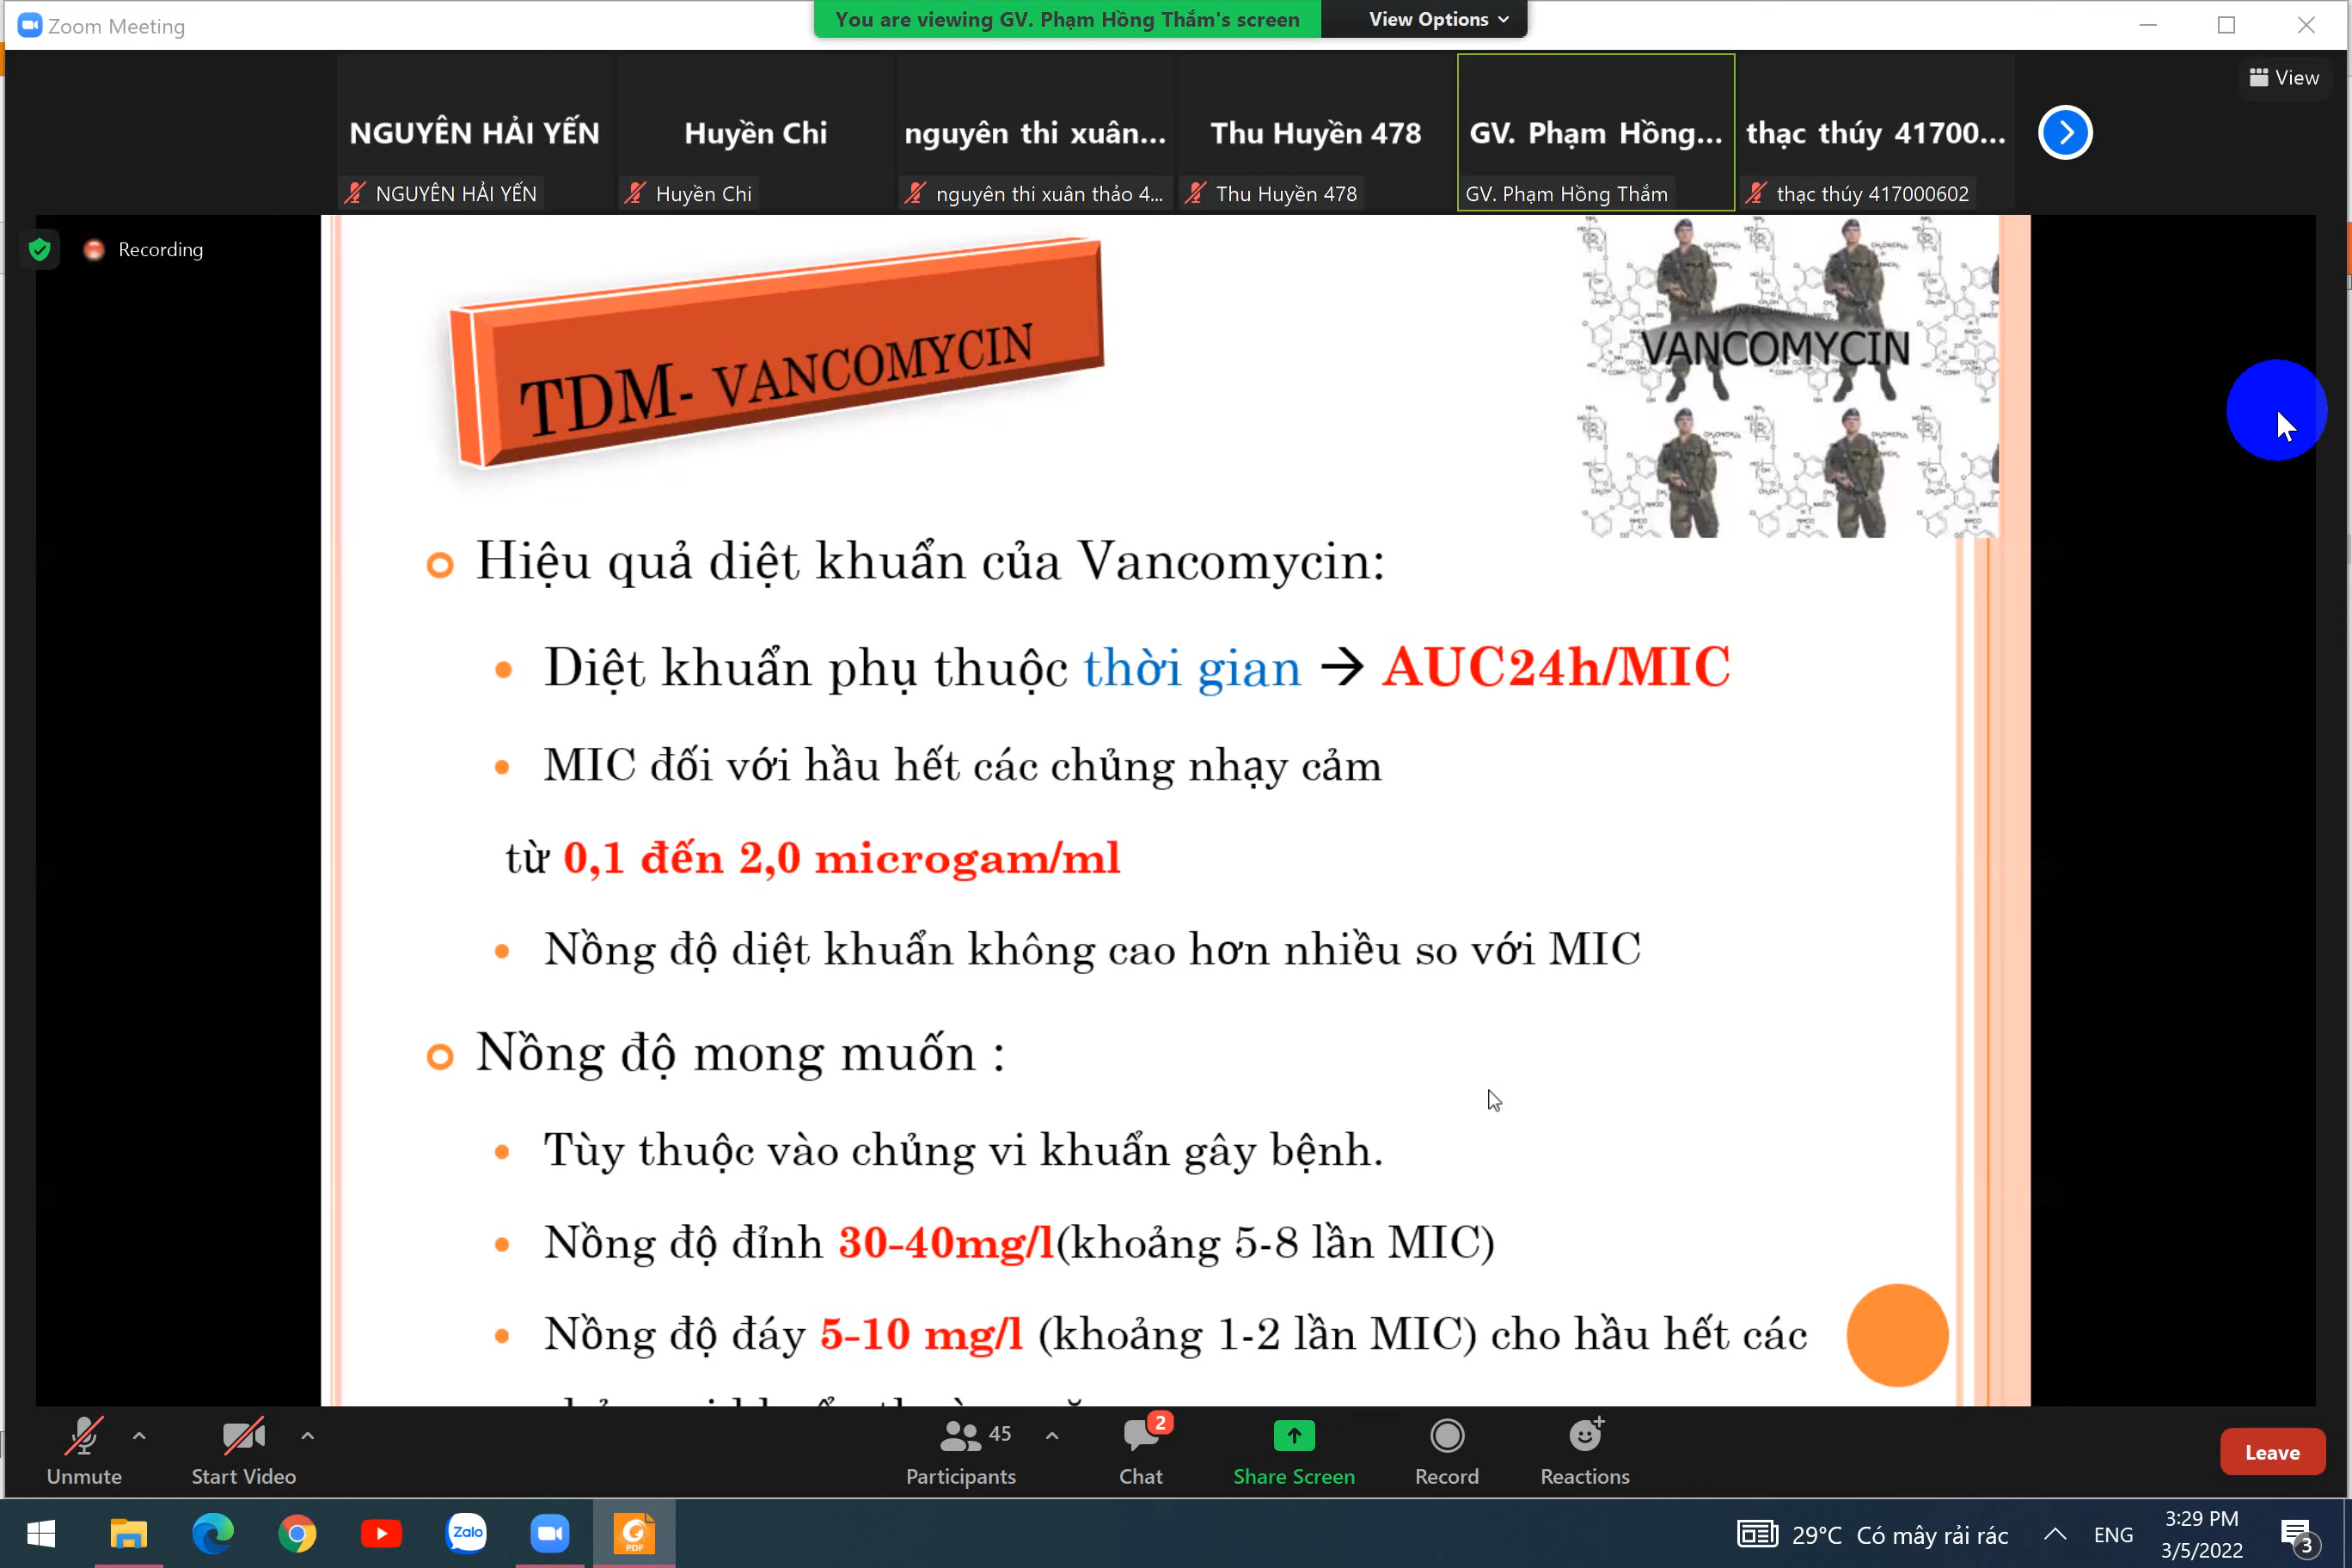 Zoom Meeting
You are viewing GV. Phạm Hồng Thắm's screen
View Options
View
NGUYÊN HẢI YẾN
Huyền Chi
nguyên thi xuân...
Thu Huyền 478
GV. Phạm Hồng...
thạc thúy 41700...
NGUYÊN HẢI YẾN
Huyền Chi
nguyên thi xuân thảo 4...
Thu Huyền 478
GV. Phạm Hồng Thắm
thạc thúy 417000602
Recording
TDM- VANCOMYCIN
VANCOMYCIN
Hiệu quả diệt khuẩn của Vancomycin:
Diệt khuẩn phụ thuộc thời gian → AUC24h/MIC
MIC đối với hầu hết các chủng nhạy cảm
từ 0,1 đến 2,0 microgam/ml
Nồng độ diệt khuẩn không cao hơn nhiều so với MIC
Nồng độ mong muốn :
Tùy thuộc vào chủng vi khuẩn gây bệnh.
Nồng độ đỉnh 30-40mg/l(khoảng 5-8 lần MIC)
Nồng độ đáy 5-10 mg/l (khoảng 1-2 lần MIC) cho hầu hết các
Unmute
Start Video
45
Participants
2
Chat
Share Screen
Record
Reactions
Leave
Zalo
PDF
29°C Có mây rải rác
ENG
3:29 PM
3/5/2022
3